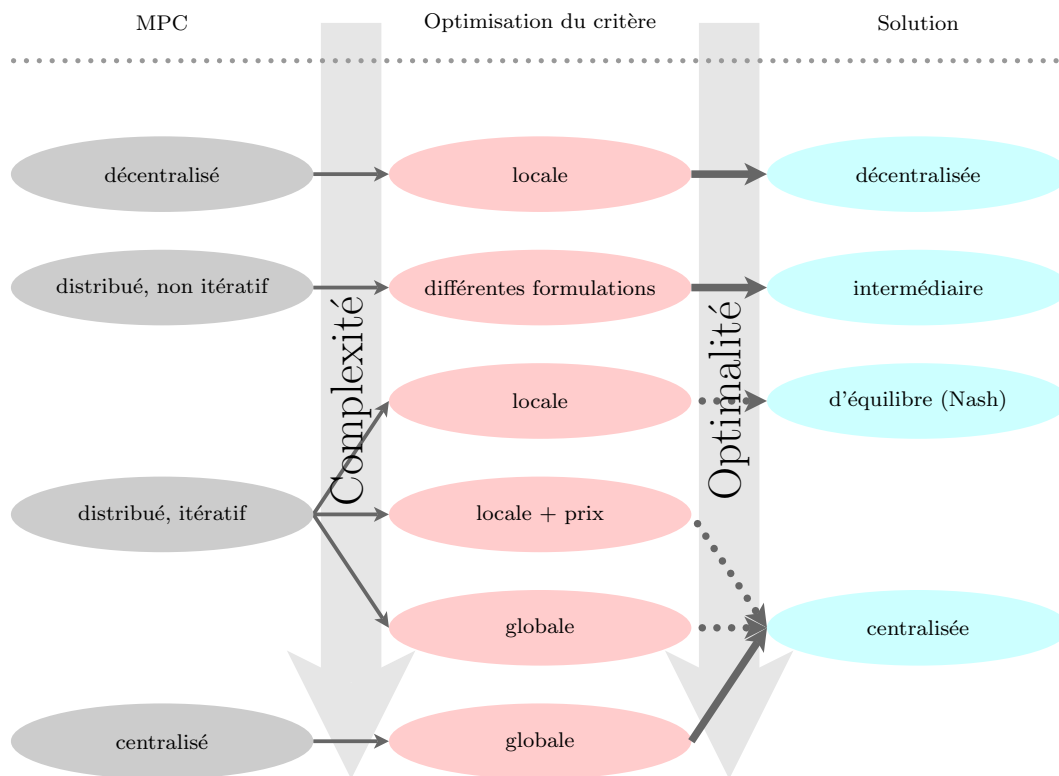 MPC
Optimisation du critère
Solution
décentralisé
locale
décentralisée
distribué, non itératif
différentes formulations
intermédiaire
Complexité
Optimalité
locale
d'équilibre (Nash)
distribué, itératif
locale + prix
globale
centralisée
centralisé
globale